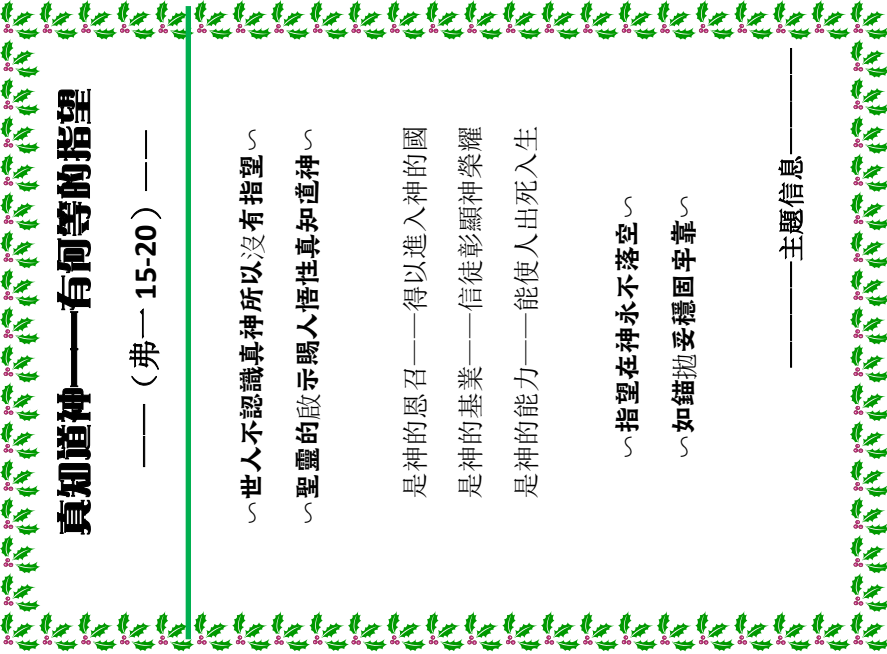 真知道神——有何等的指望
——（弗一 15-20）——
~世人不認識真神所以沒有指望~
~聖靈的啟示賜人悟性真知道神~
是神的恩召——得以進入神的國
是神的基業——信徒彰顯神榮耀
是神的能力——能使人出死入生
~指望在神永不落空~
~如錨拋妥穩固牢靠~
————主題信息————